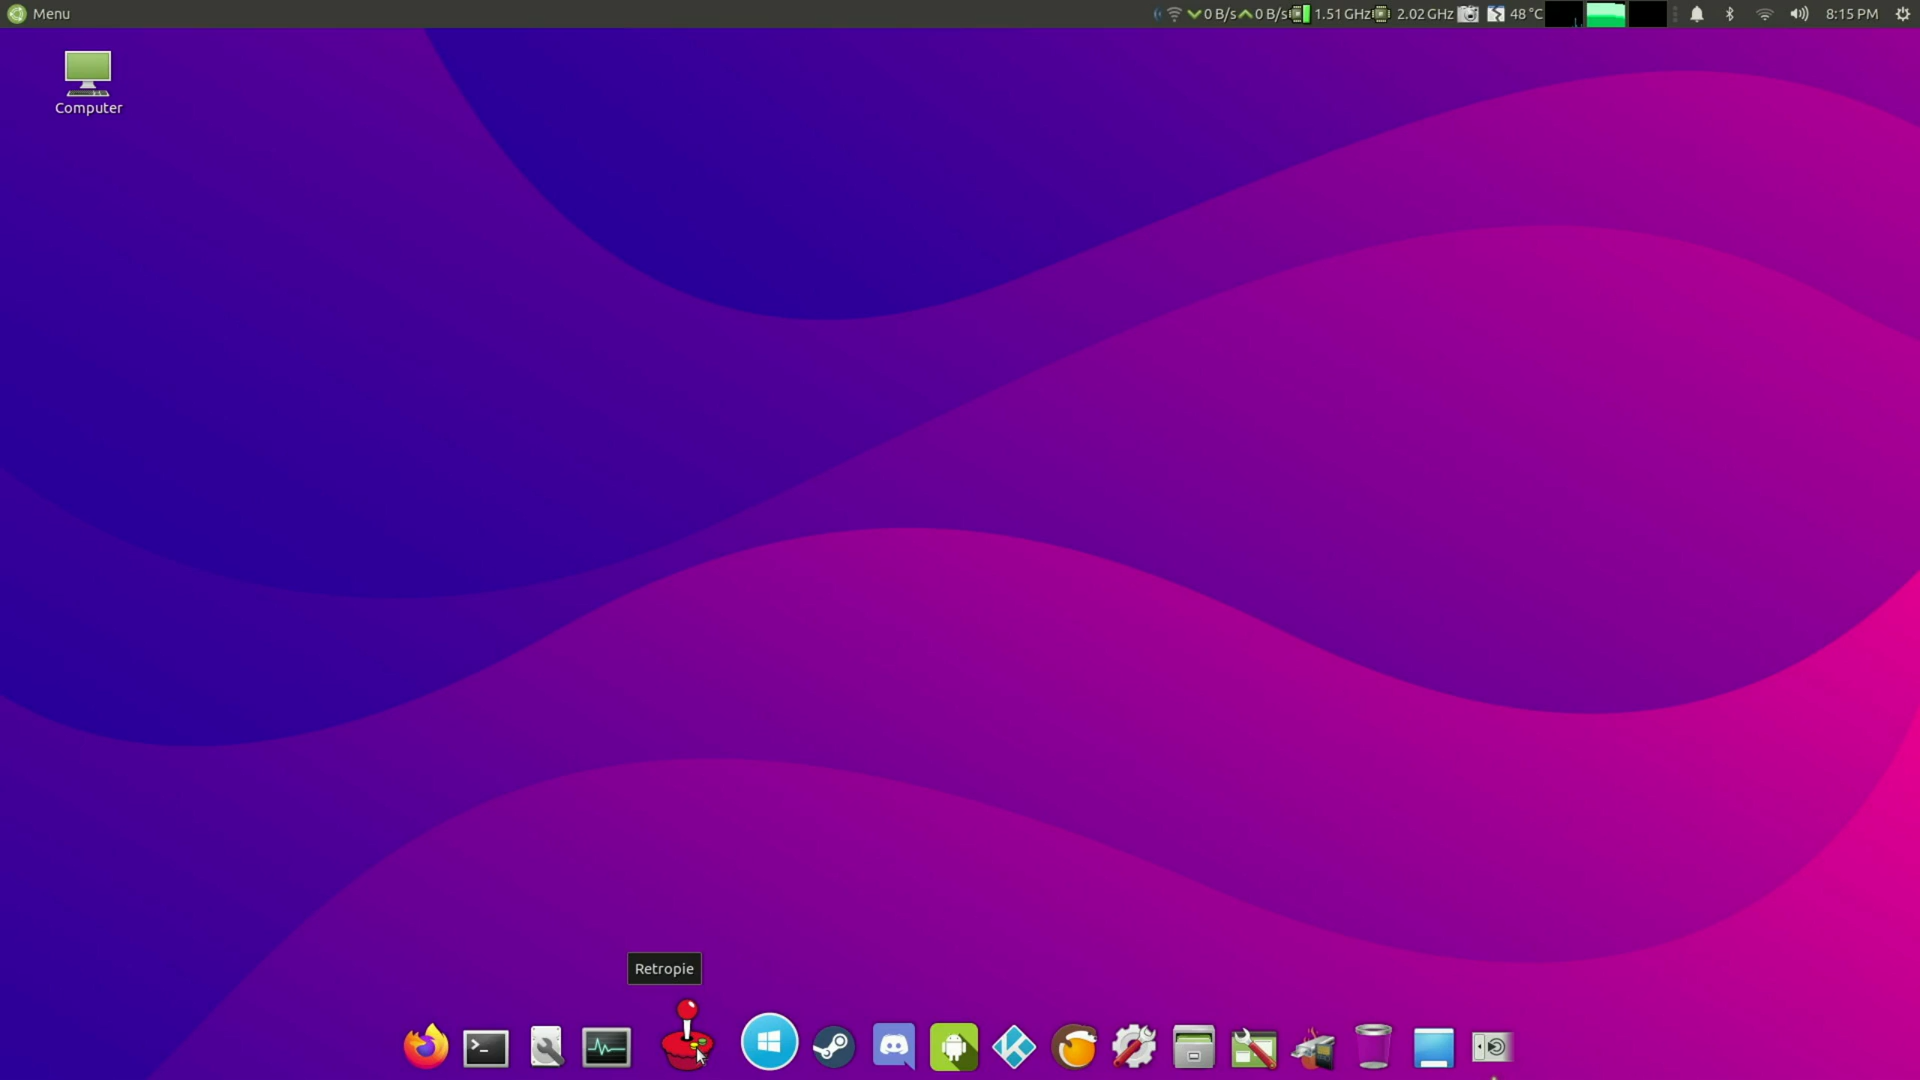 Menu
0 B/s 0 B/s 1.51 GHz 2.02 GHz 48 °C 8:15 PM
Computer
Retropie
>_